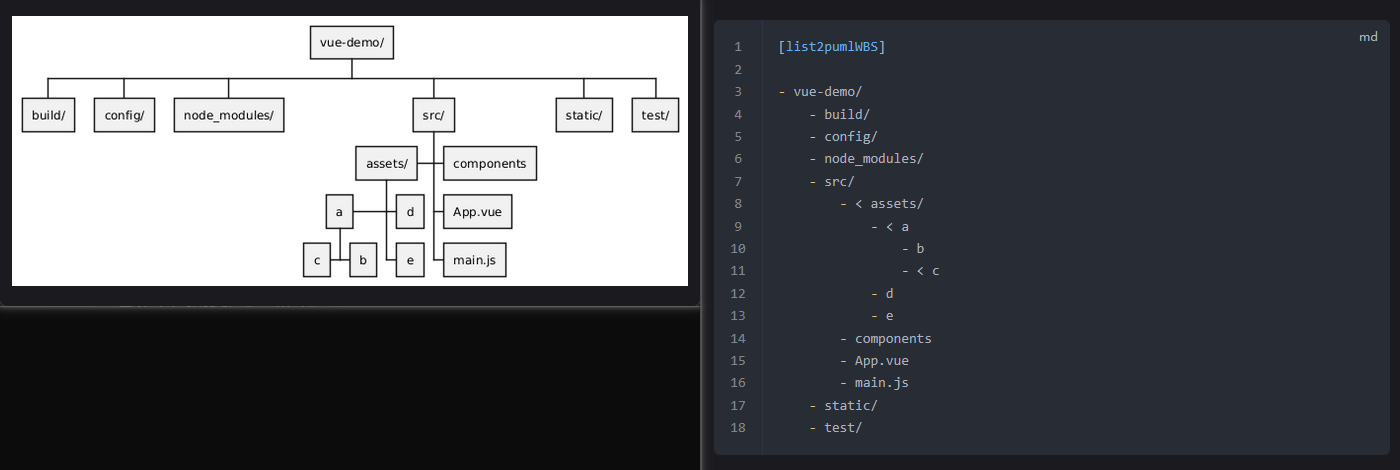 vue-demo/
build/
config/
node_modules/
src/
static/
test/
assets/
components
a
d
App.vue
c
b
e
main.js
md
1 [list2pumlWBS]
2
3 - vue-demo/
4     - build/
5     - config/
6     - node_modules/
7     - src/
8         - < assets/
9             - < a
10                 - b
11                 - < c
12             - d
13             - e
14         - components
15         - App.vue
16         - main.js
17     - static/
18     - test/